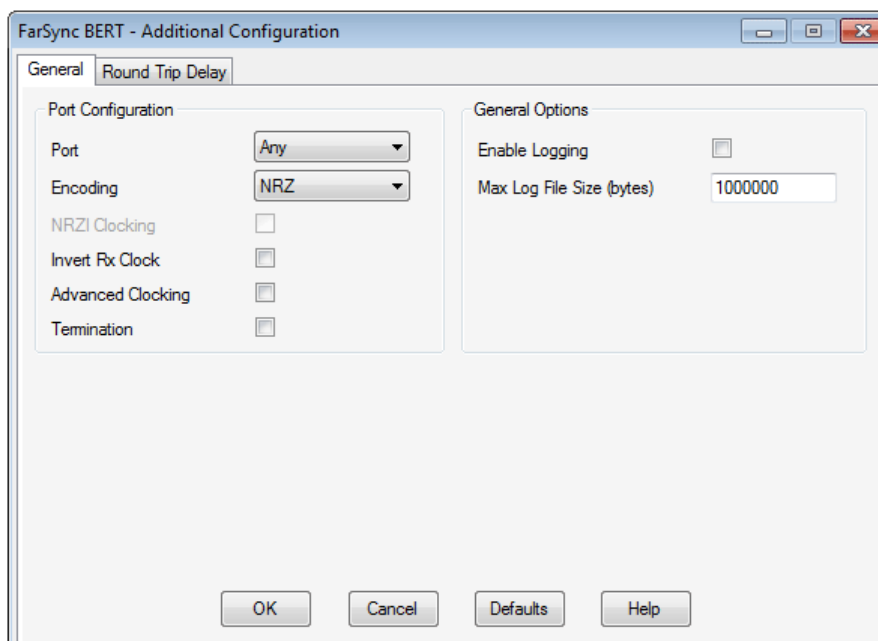 FarSync BERT - Additional Configuration
General
Round Trip Delay
Port Configuration
Port
Any
Encoding
NRZ
NRZI Clocking
Invert Rx Clock
Advanced Clocking
Termination
General Options
Enable Logging
Max Log File Size (bytes)
1000000
OK
Cancel
Defaults
Help